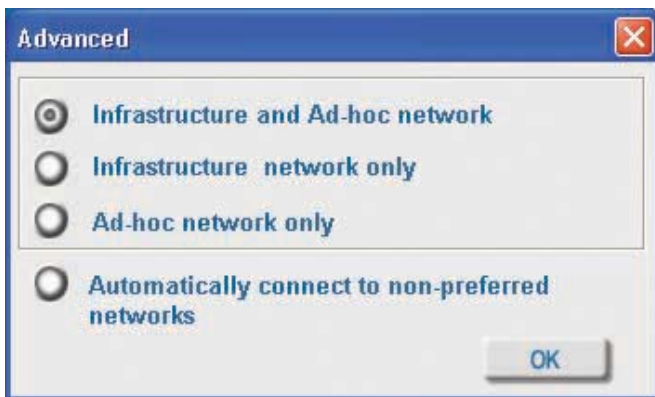 Advanced
Infrastructure and Ad-hoc network
Infrastructure network only
Ad-hoc network only
Automatically connect to non-preferred
networks
OK